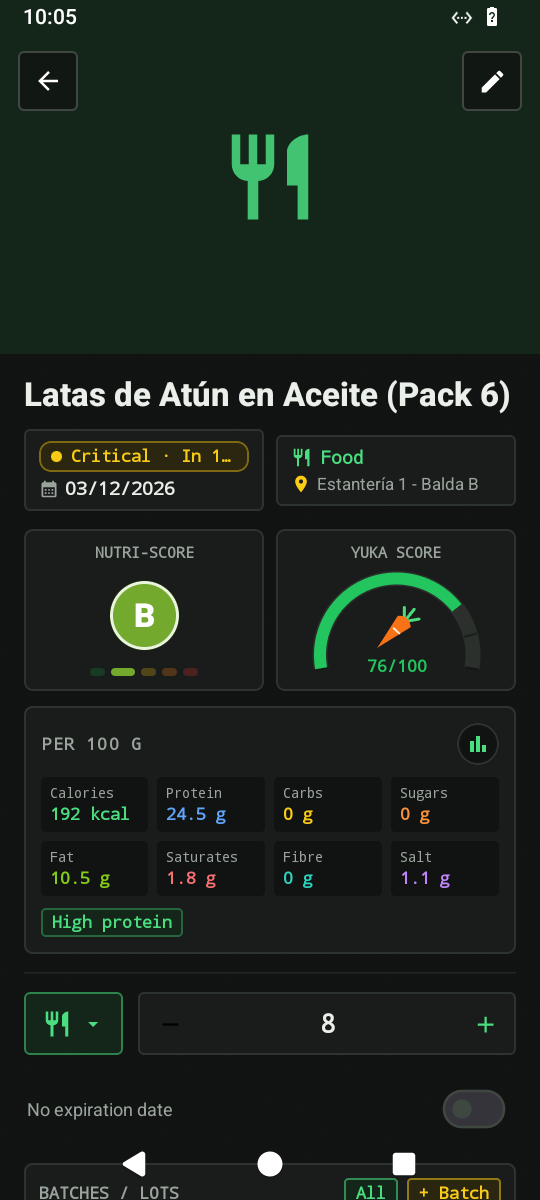 10:05
Latas de Atún en Aceite (Pack 6)
Critical · In 1…
03/12/2026
Food
Estantería 1 - Balda B
NUTRI-SCORE
B
YUKA SCORE
76/100
PER 100 G
Calories
192 kcal
Protein
24.5 g
Carbs
0 g
Sugars
0 g
Fat
10.5 g
Saturates
1.8 g
Fibre
0 g
Salt
1.1 g
High protein
8
No expiration date
BATCHES / LOTS
All
+ Batch